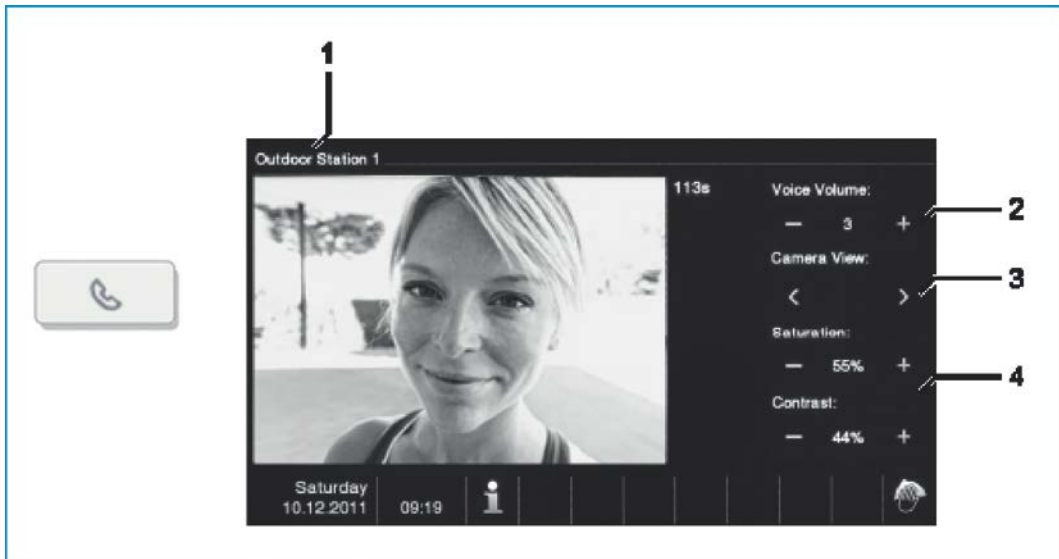 1
Outdoor Station 1
113s
Voice Volume:
— 3 +
2
Camera View:
< >
3
Saturation:
— 55% +
4
Contrast:
— 44% +
Saturday
10.12.2011
09:19
i